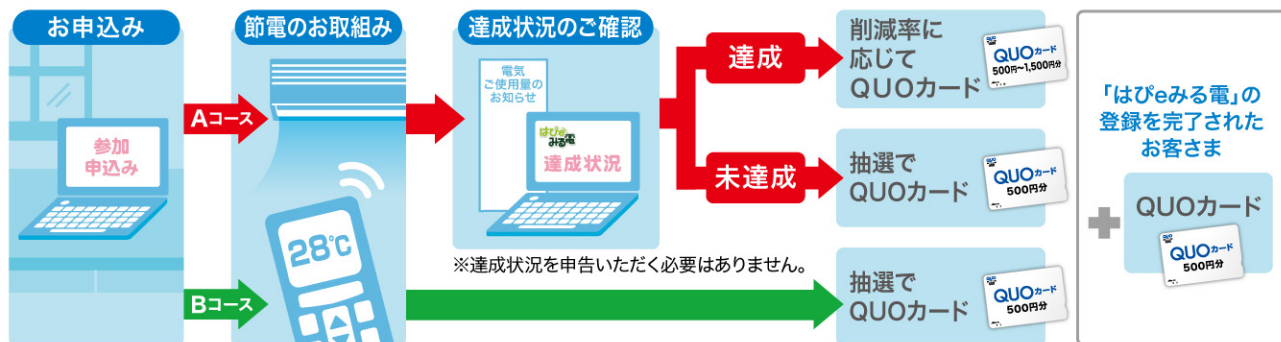 お申込み
参加
申込み
Aコース
Bコース
節電のお取組み
28℃
達成状況のご確認
電気
ご使用量の
お知らせ
はぴe
みる電
達成状況
※達成状況を申告いただく必要はありません。
達成
未達成
削減率に
応じて
QUOカード
QUOカード
500円〜1,500円分
抽選で
QUOカード
QUOカード
500円分
抽選で
QUOカード
QUOカード
500円分
+
「はぴeみる電」の
登録を完了された
お客さま
QUOカード
QUOカード
500円分